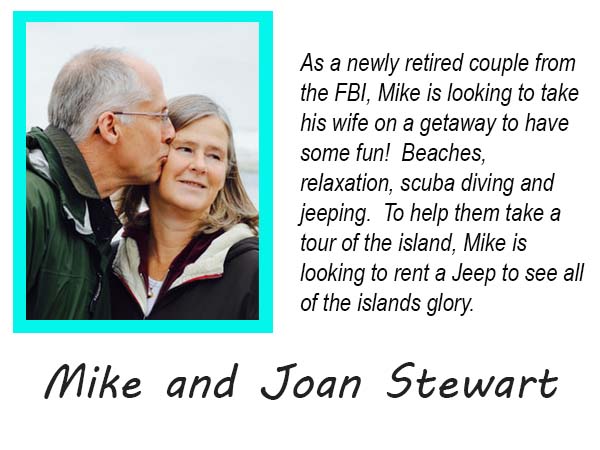 As a newly retired couple from
the FBI, Mike is looking to take
his wife on a getaway to have
some fun!  Beaches,
relaxation, scuba diving and
jeeping.  To help them take a
tour of the island, Mike is
looking to rent a Jeep to see all
of the islands glory.
Mike and Joan Stewart